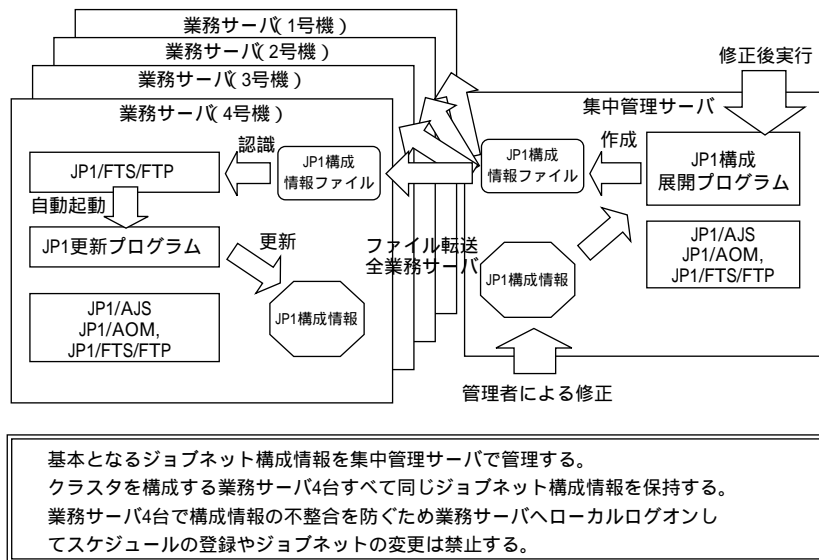 業務サーバ(1号機)
業務サーバ(2号機)
業務サーバ(3号機)
業務サーバ(4号機)
認識
JP1/FTS/FTP
JP1構成
情報ファイル
自動起動
JP1更新プログラム
更新
JP1/AJS
JP1/AOM,
JP1/FTS/FTP
JP1構成情報
ファイル転送
全業務サーバ
修正後実行
集中管理サーバ
作成
JP1構成
情報ファイル
JP1構成
展開プログラム
JP1構成情報
JP1/AJS
JP1/AOM,
JP1/FTS/FTP
管理者による修正
基本となるジョブネット構成情報を集中管理サーバで管理する。
クラスタを構成する業務サーバ4台すべて同じジョブネット構成情報を保持する。
業務サーバ4台で構成情報の不整合を防ぐため業務サーバへローカルログオンし
てスケジュールの登録やジョブネットの変更は禁止する。